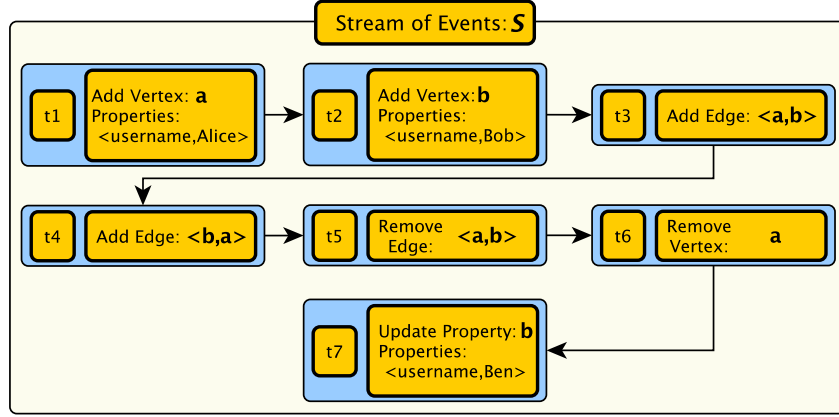 Stream of Events: S
t1
Add Vertex: a
Properties:
<username,Alice>
t2
Add Vertex:b
Properties:
<username,Bob>
t3
Add Edge: <a,b>
t4
Add Edge: <b,a>
t5
Remove
Edge: <a,b>
t6
Remove
Vertex: a
t7
Update Property: b
Properties:
<username,Ben>